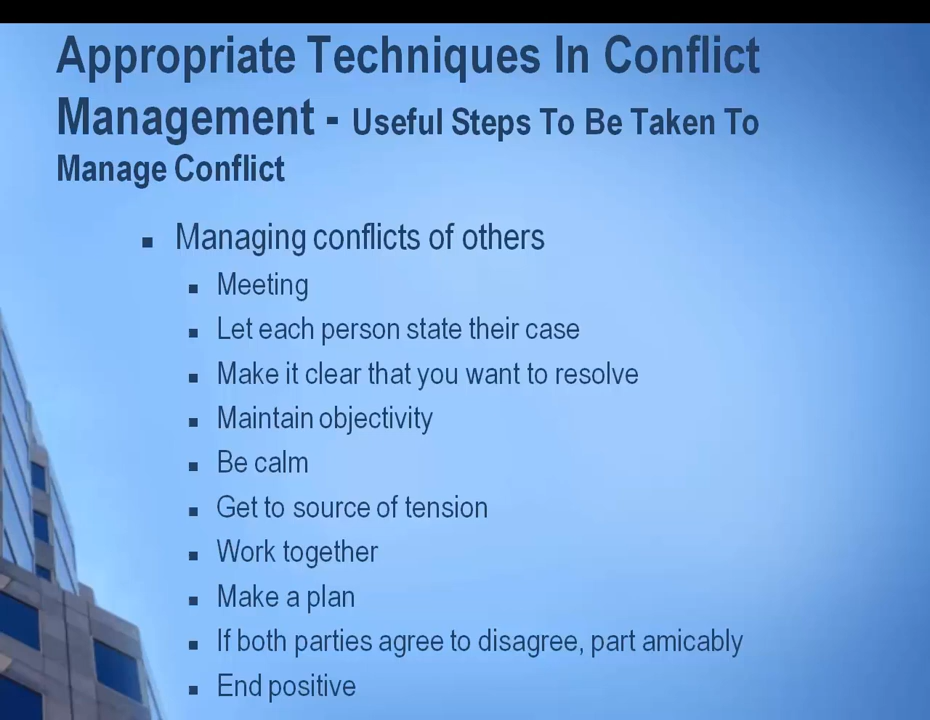 Appropriate Techniques In Conflict
Management - Useful Steps To Be Taken To
Manage Conflict
Managing conflicts of others
Meeting
Let each person state their case
Make it clear that you want to resolve
Maintain objectivity
Be calm
Get to source of tension
Work together
Make a plan
If both parties agree to disagree, part amicably
End positive